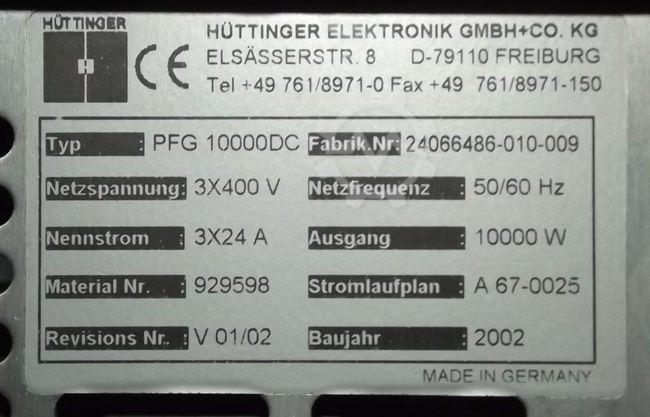 HÜTTINGER
HÜTTINGER ELEKTRONIK GMBH+CO. KG
ELSÄSSERSTR. 8 D-79110 FREIBURG
CE
Tel +49 761/8971-0 Fax +49 761/8971-150
Typ : PFG 10000DC Fabrik.Nr: 24066486-010-009
Netzspannung: 3X400 V Netzfrequenz : 50/60 Hz
Nennstrom : 3X24 A Ausgang : 10000 W
Material Nr. : 929598 Stromlaufplan : A 67-0025
Revisions Nr. : V 01/02 Baujahr : 2002
MADE IN GERMANY